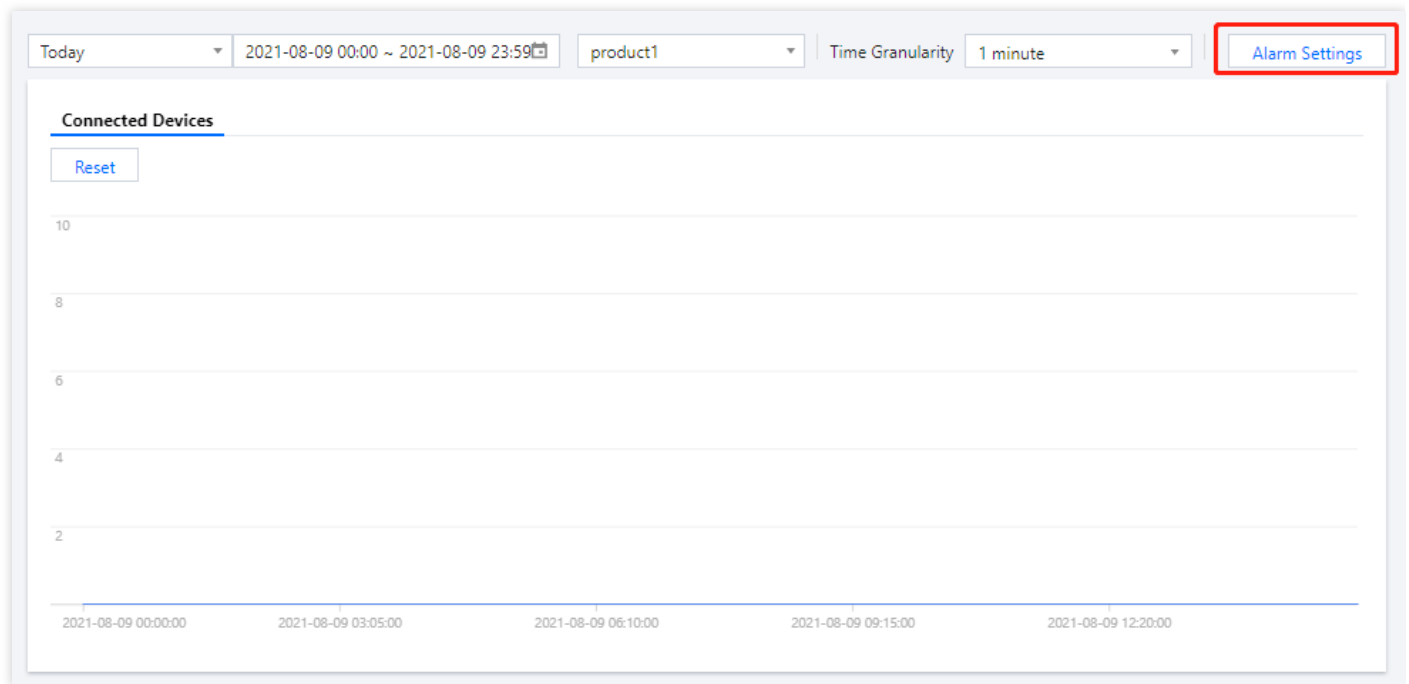 Today 2021-08-09 00:00 ~ 2021-08-09 23:59 product1 Time Granularity 1 minute Alarm Settings
Connected Devices
Reset
10
8
6
4
2
2021-08-09 00:00:00 2021-08-09 03:05:00 2021-08-09 06:10:00 2021-08-09 09:15:00 2021-08-09 12:20:00